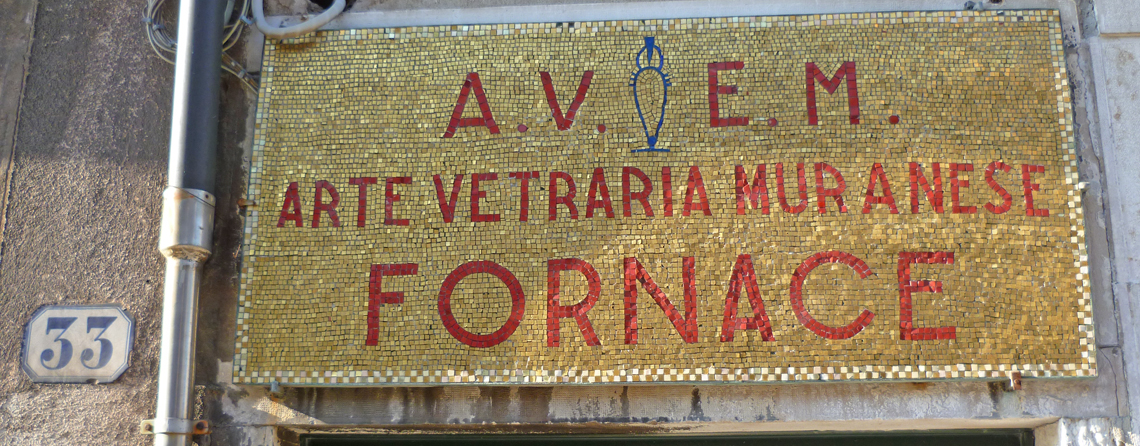 A.V. E.M.
ARTE VETRARIA MURANESE
FORNACE
33